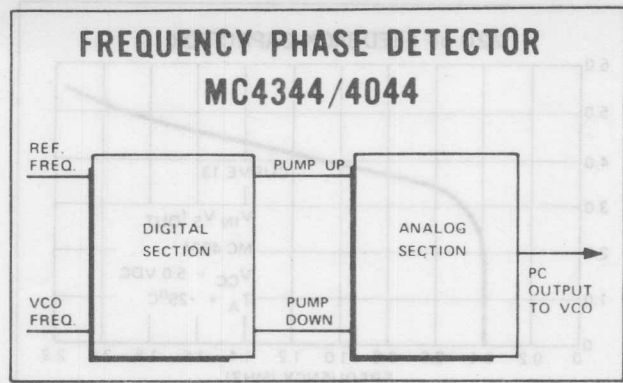 FREQUENCY PHASE DETECTOR
MC4344/4044
REF.
FREQ.
PUMP UP
DIGITAL
SECTION
ANALOG
SECTION
VCO
FREQ.
PUMP
DOWN
PC
OUTPUT
TO VCO